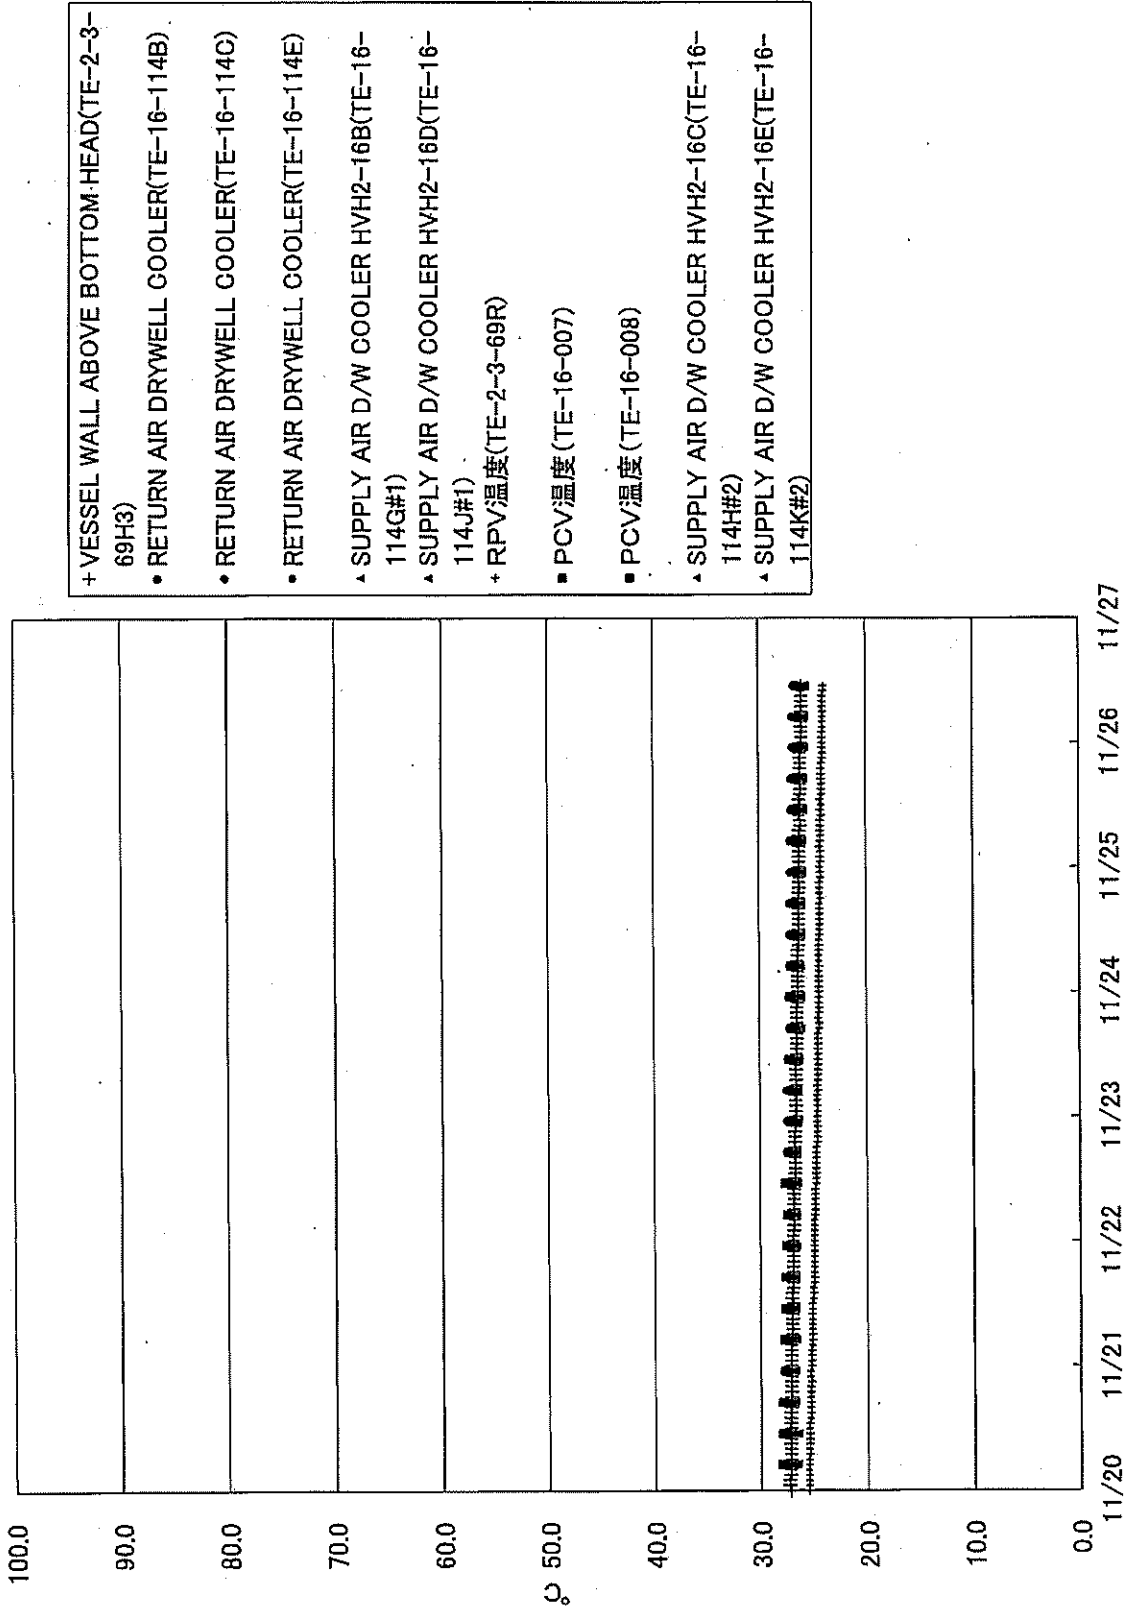 100.0
90.0
80.0
70.0
60.0
50.0
40.0
30.0
20.0
10.0
0.0
℃
11/20
11/21
11/22
11/23
11/24
11/25
11/26
11/27
+ VESSEL WALL ABOVE BOTTOM HEAD(TE-2-3-
69H3)
• RETURN AIR DRYWELL COOLER(TE-16-114B)
• RETURN AIR DRYWELL COOLER(TE-16-114C)
• RETURN AIR DRYWELL COOLER(TE-16-114E)
▲ SUPPLY AIR D/W COOLER HVH2-16B(TE-16-
114G#1)
▲ SUPPLY AIR D/W COOLER HVH2-16D(TE-16-
114J#1)
+ RPV温度(TE-2-3-69R)
■ PCV温度(TE-16-007)
■ PCV温度(TE-16-008)
▲ SUPPLY AIR D/W COOLER HVH2-16C(TE-16-
114H#2)
▲ SUPPLY AIR D/W COOLER HVH2-16E(TE-16-
114K#2)